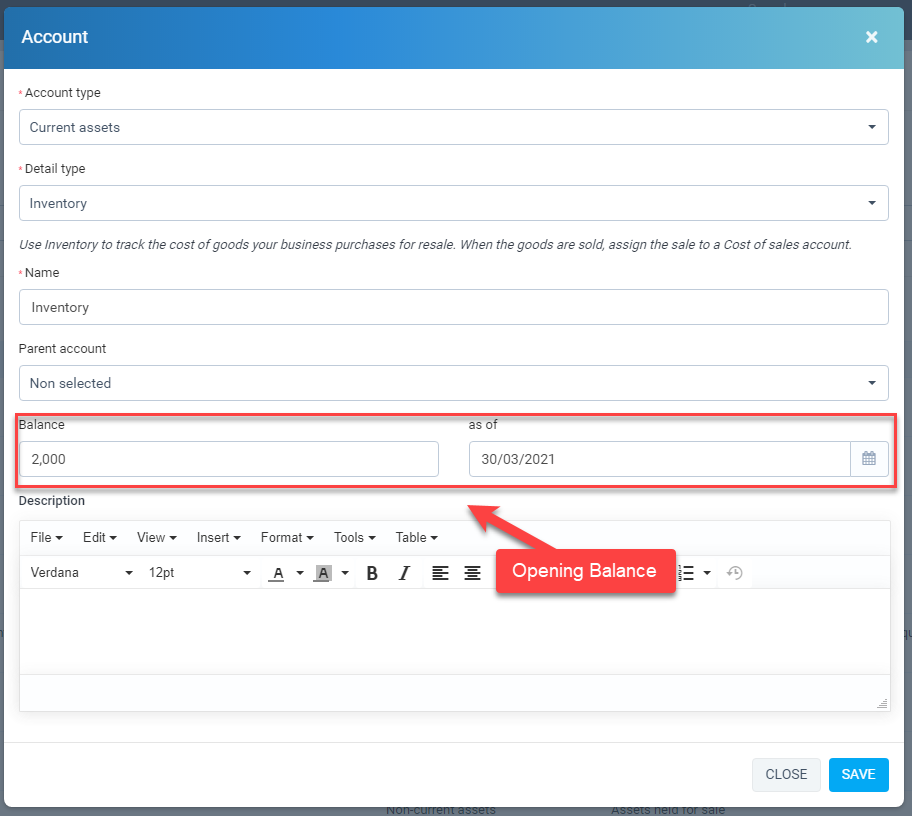 Account ×
* Account type
Current assets
* Detail type
Inventory
Use Inventory to track the cost of goods your business purchases for resale. When the goods are sold, assign the sale to a Cost of sales account.
* Name
Inventory
Parent account
Non selected
Balance as of
2,000 30/03/2021
Description
File Edit View Insert Format Tools Table
Verdana 12pt A A B I
Opening Balance
CLOSE SAVE
Non-current assets Assets held for sale